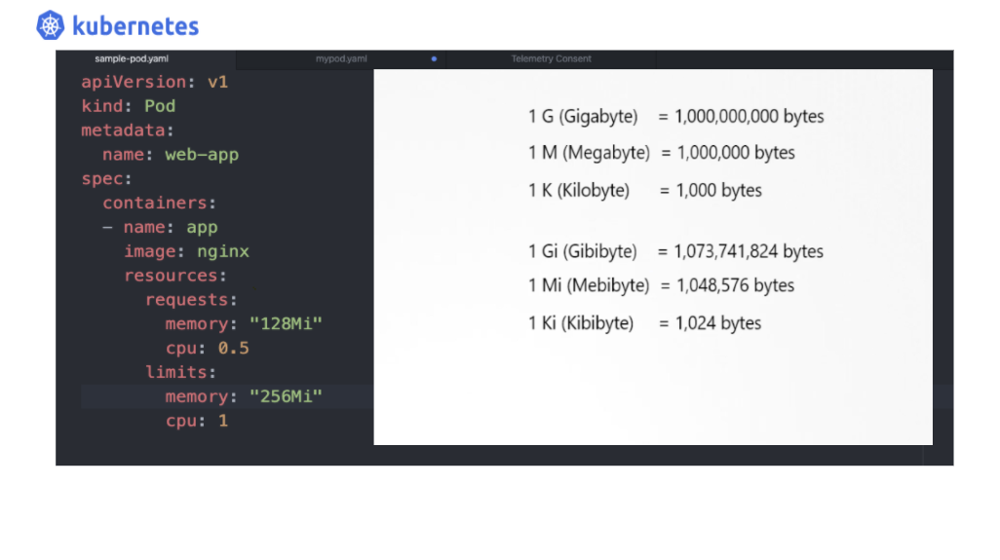 kubernetes
sample-pod.yaml mypod.yaml Telemetry Consent
apiVersion: v1
kind: Pod
metadata:
  name: web-app
spec:
  containers:
  - name: app
    image: nginx
    resources:
      requests:
        memory: "128Mi"
        cpu: 0.5
      limits:
        memory: "256Mi"
        cpu: 1
1 G (Gigabyte) = 1,000,000,000 bytes
1 M (Megabyte) = 1,000,000 bytes
1 K (Kilobyte) = 1,000 bytes
1 Gi (Gibibyte) = 1,073,741,824 bytes
1 Mi (Mebibyte) = 1,048,576 bytes
1 Ki (Kibibyte) = 1,024 bytes